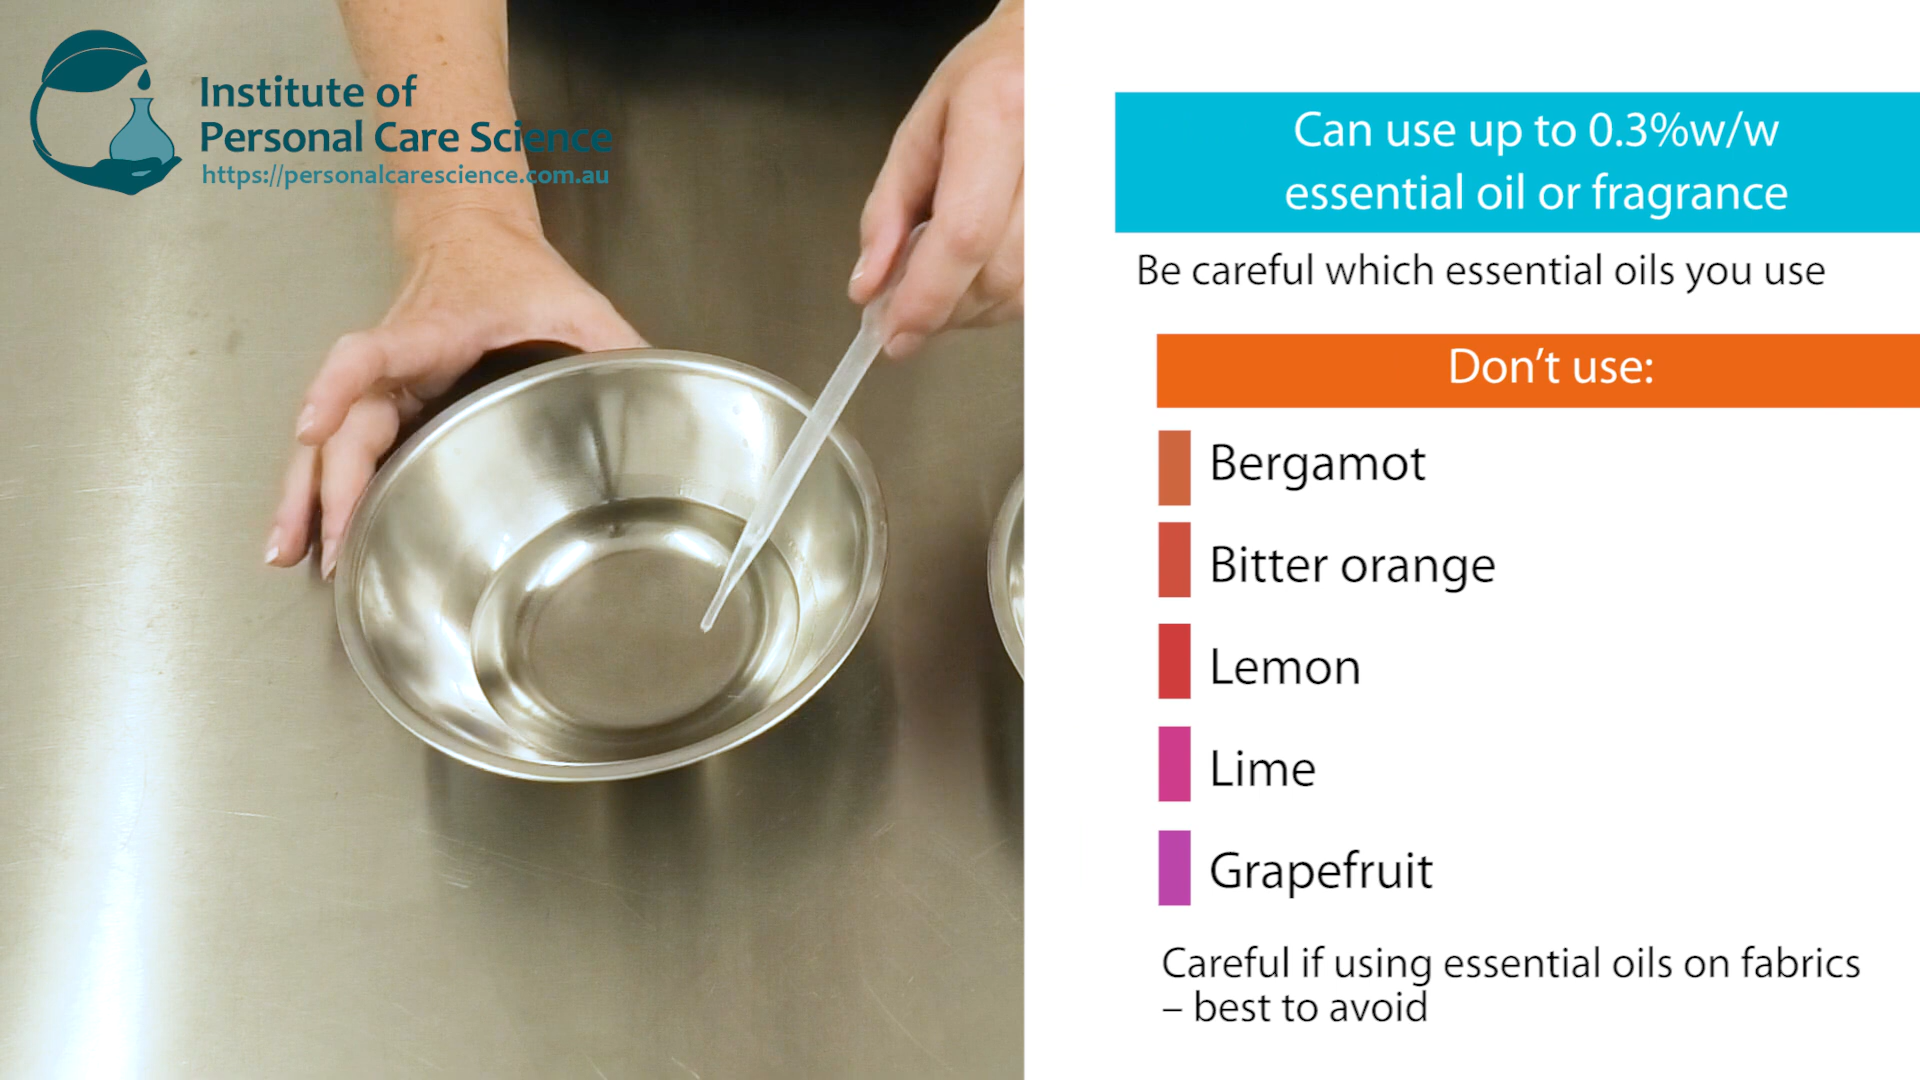 Institute of
Personal Care Science
https://personalcarescience.com.au
Can use up to 0.3%w/w
essential oil or fragrance
Be careful which essential oils you use
Don’t use:
Bergamot
Bitter orange
Lemon
Lime
Grapefruit
Careful if using essential oils on fabrics
– best to avoid